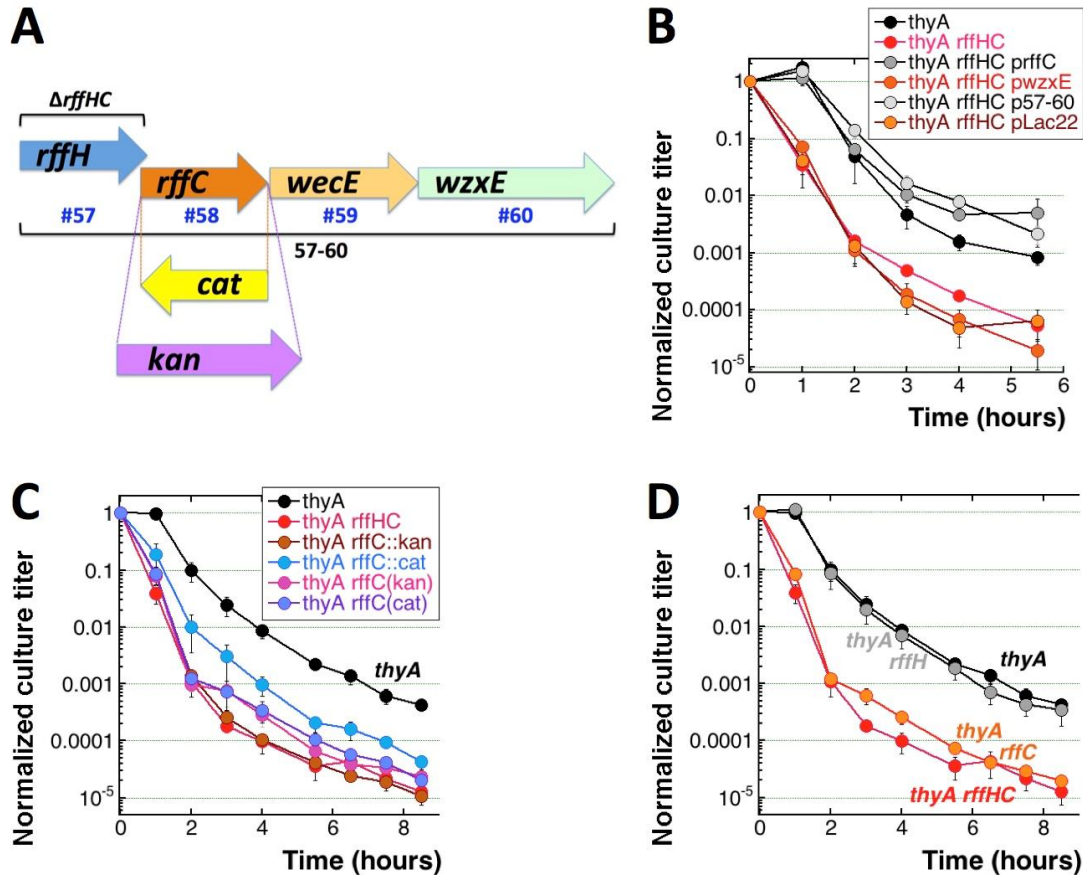 A
ΔrffHC
rffH
rffC
wecE
wzxE
#57
#58
#59
#60
57-60
cat
kan
B
Normalized culture titer
1
0.1
0.01
0.001
0.0001
10-5
0 1 2 3 4 5 6
Time (hours)
thyA
thyA rffHC
thyA rffHC prffC
thyA rffHC pwzxE
thyA rffHC p57-60
thyA rffHC pLac22
C
Normalized culture titer
1
0.1
0.01
0.001
0.0001
10-5
0 2 4 6 8
Time (hours)
thyA
thyA rffHC
thyA rffC::kan
thyA rffC::cat
thyA rffC(kan)
thyA rffC(cat)
thyA
D
Normalized culture titer
1
0.1
0.01
0.001
0.0001
10-5
0 2 4 6 8
Time (hours)
thyA
rffH
thyA
thyA
rffC
thyA rffHC